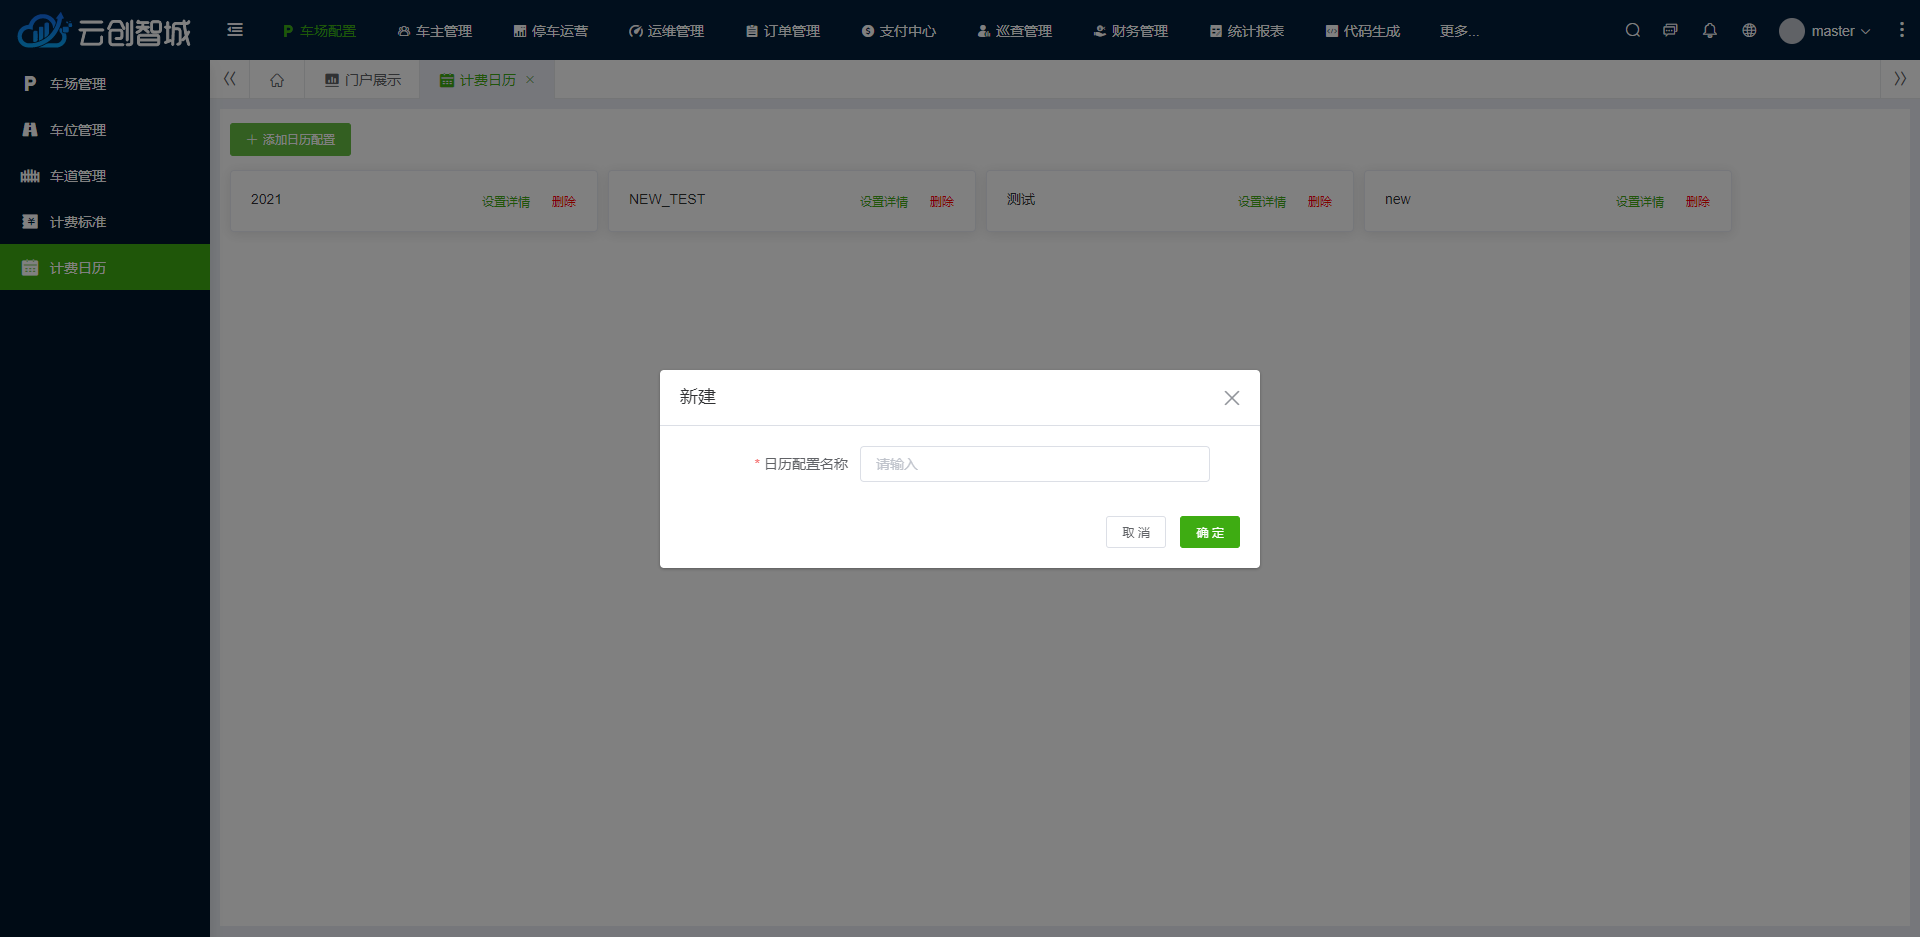 云创智城
车场配置 车主管理 停车运营 运维管理 订单管理 支付中心 巡查管理 财务管理 统计报表 代码生成 更多... master
车场管理
车位管理
车道管理
计费标准
计费日历
门户展示 计费日历
添加日历配置
2021 设置详情 删除 NEW_TEST 设置详情 删除 测试 设置详情 删除 new 设置详情 删除
新建
* 日历配置名称 请输入
取消 确定